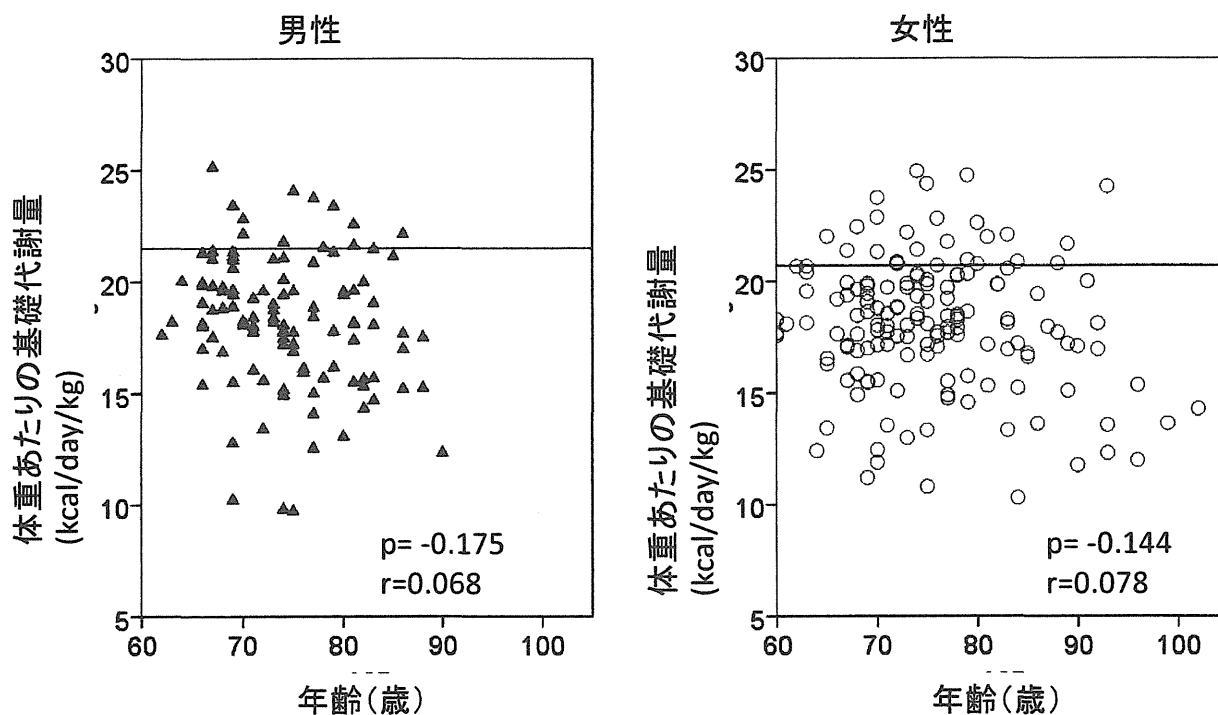 男性
30
25
20
15
10
5
60
70
80
90
100
体重あたりの基礎代謝量
(kcal/day/kg)
p= -0.175
r=0.068
年齢(歳)
女性
30
25
20
15
10
5
60
70
80
90
100
体重あたりの基礎代謝量
(kcal/day/kg)
p= -0.144
r=0.078
年齢(歳)